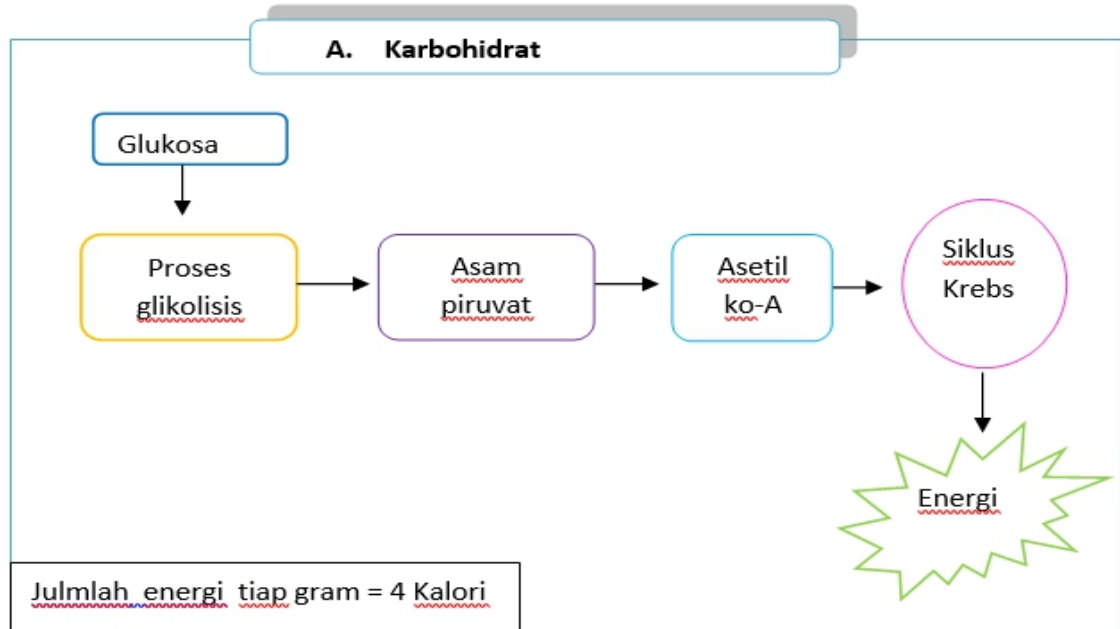 A. Karbohidrat
Glukosa
Proses
glikolisis
Asam
piruvat
Asetil
ko-A
Siklus
Krebs
Energi
Julmlah energi tiap gram = 4 Kalori